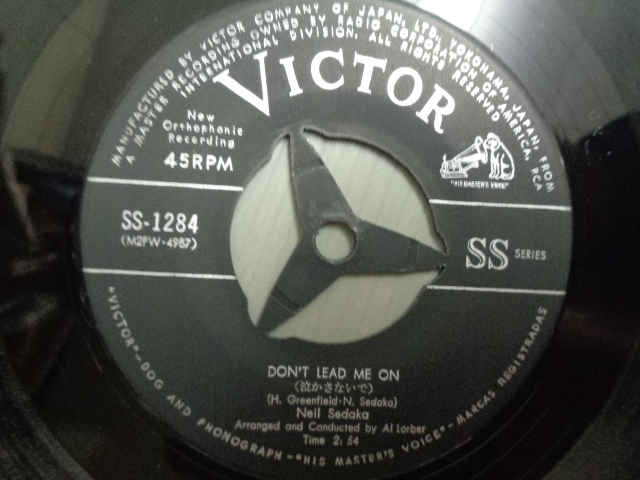 MANUFACTURED BY VICTOR COMPANY OF JAPAN, LTD., YOKOHAMA, JAPAN, FROM
A MASTER RECORDING OWNED BY RADIO CORPORATION OF AMERICA, RCA
INTERNATIONAL DIVISION. ALL RIGHTS RESERVED
VICTOR
New
Orthophonic
Recording
45RPM
"HIS MASTER'S VOICE"
SS-1284
(M2PW-4987)
SS SERIES
DON'T LEAD ME ON
(泣かさないで)
(H. Greenfield-N. Sedaka)
Neil Sedaka
Arranged and Conducted by Al Lorber
Time 2:54
"VICTOR"—DOG AND PHONOGRAPH—"HIS MASTER'S VOICE"—MARCAS REGISTRADAS